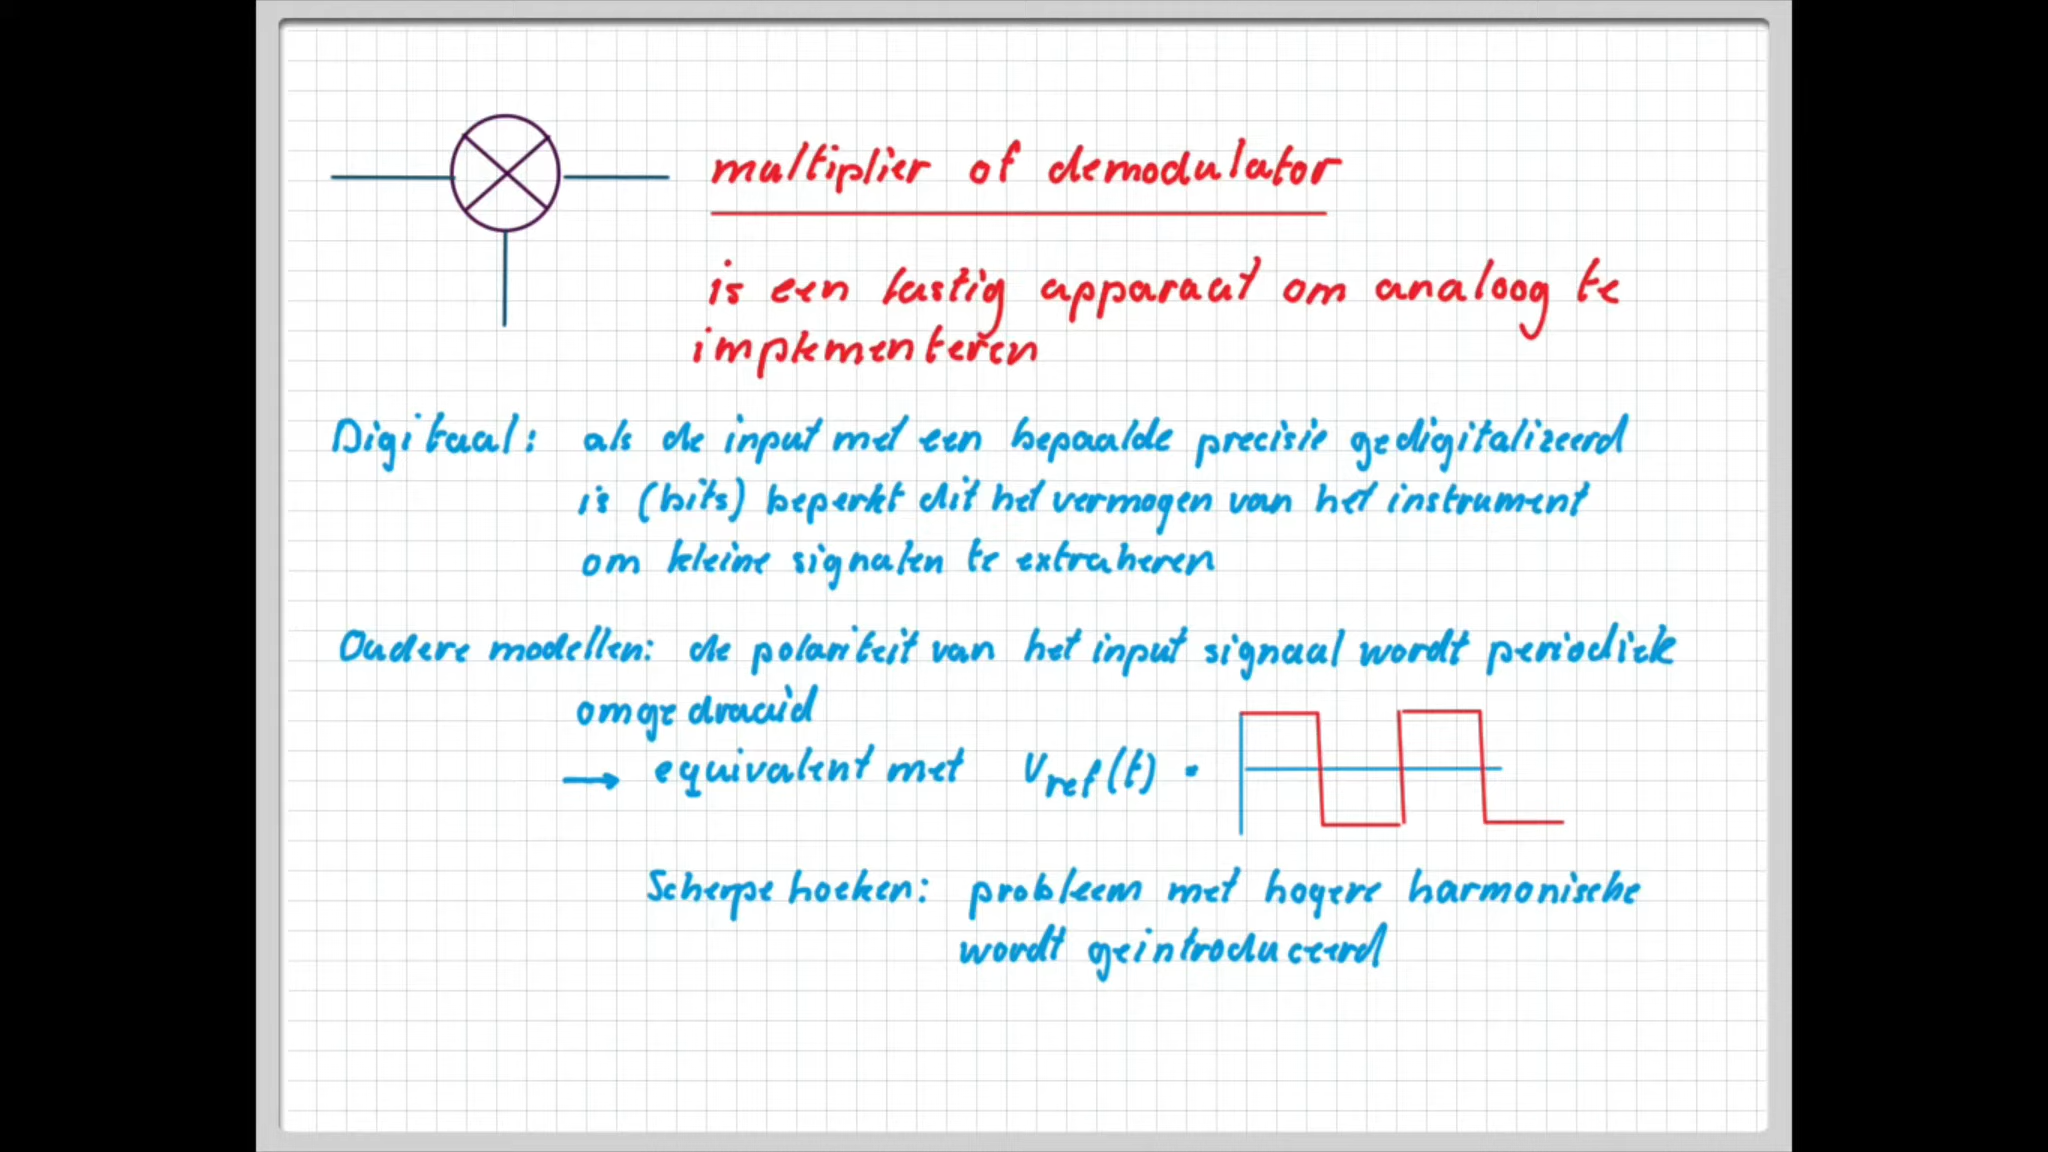 multiplier of demodulator
is een lastig apparaat om analoog te
implementeren
Digitaal: als de input met een bepaalde precisie gedigitalizeerd
is (bits) beperkt dit het vermogen van het instrument
om kleine signalen te extraheren
Oudere modellen: de polariteit van het input signaal wordt periodiek
omgedraaid
→ equivalent met Vref(t) =
Scherpe hoeken: probleem met hogere harmonische
wordt geintroduceerd